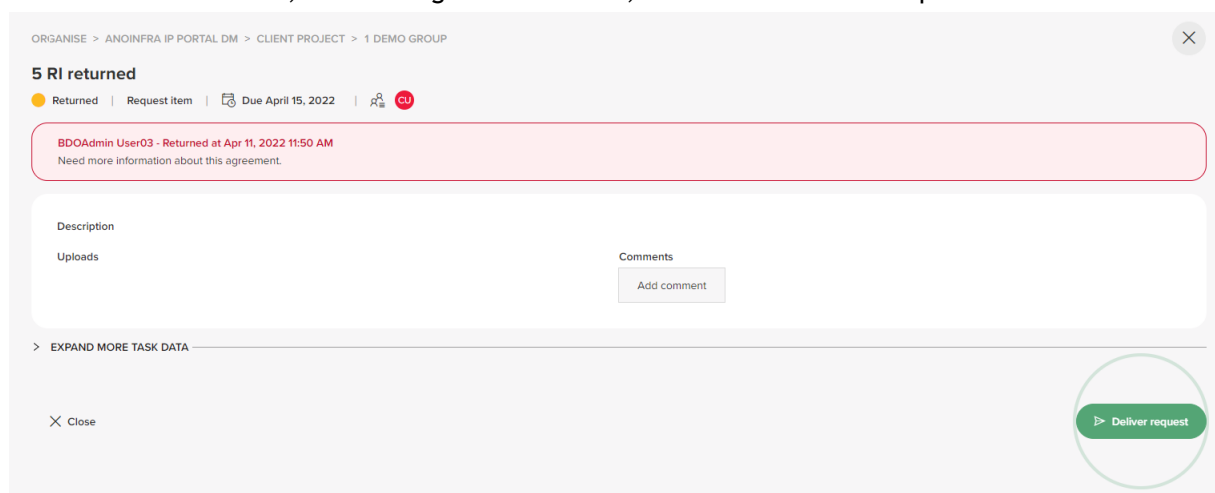 ORGANISE > ANOINFRA IP PORTAL DM > CLIENT PROJECT > 1 DEMO GROUP
5 RI returned
Returned | Request item | Due April 15, 2022 | CU
BDOAdmin User03 - Returned at Apr 11, 2022 11:50 AM
Need more information about this agreement.
Description
Uploads
Comments
Add comment
> EXPAND MORE TASK DATA
Close
Deliver request